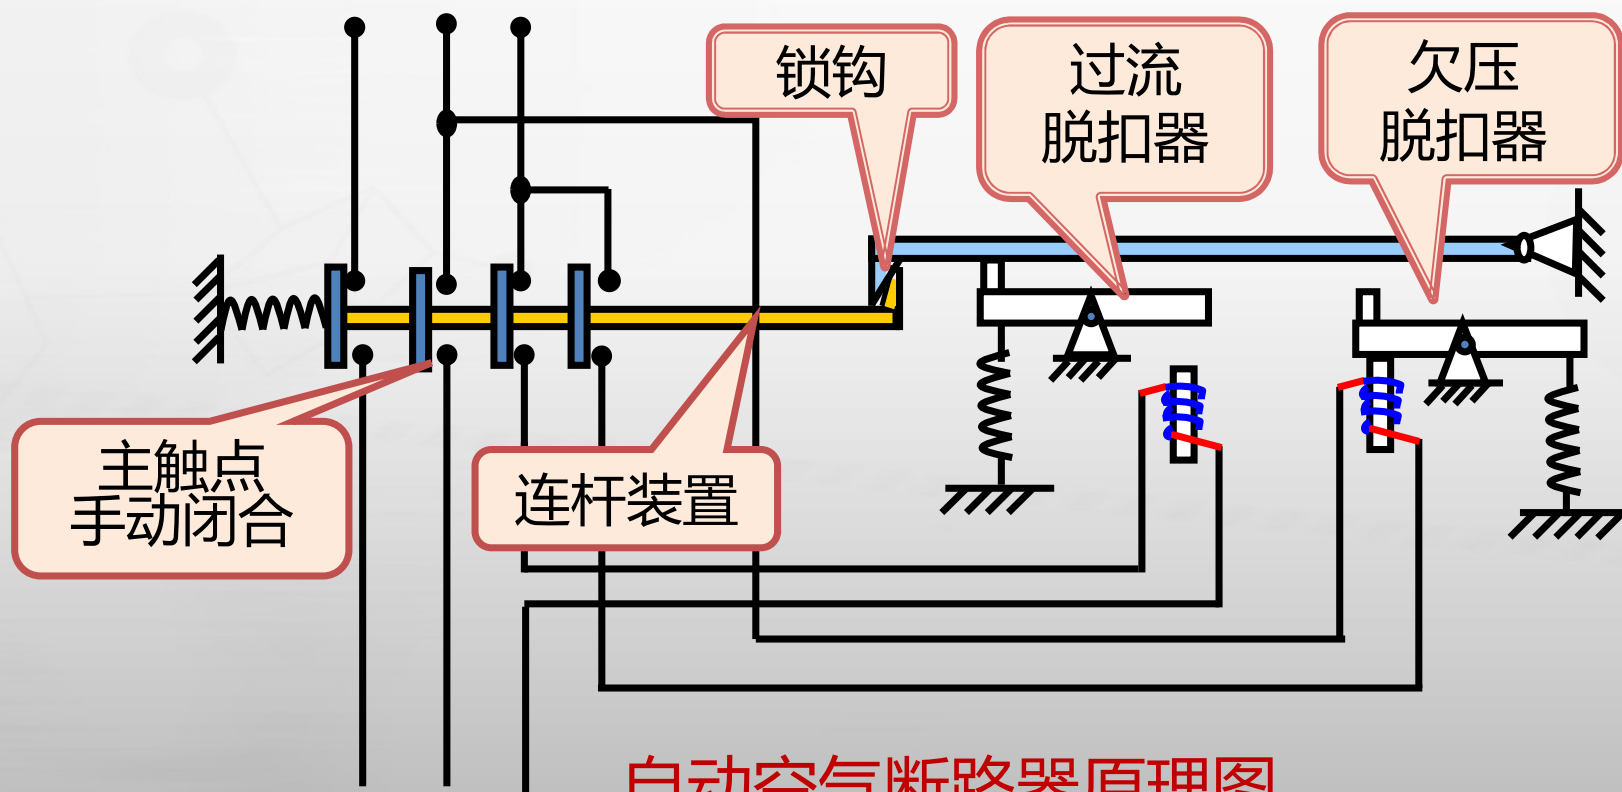 锁钩
过流
脱扣器
欠压
脱扣器
主触点
手动闭合
连杆装置
自动空气断路器原理图